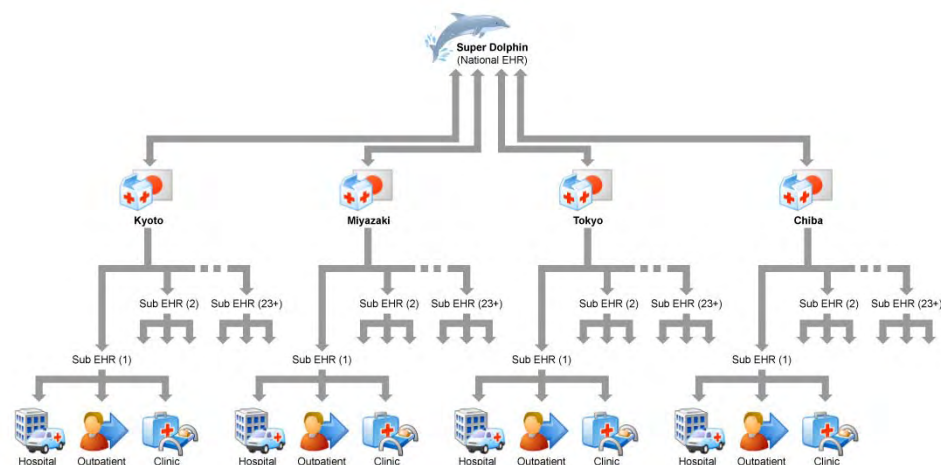 Super Dolphin
(National EHR)
Kyoto
Miyazaki
Tokyo
Chiba
Sub EHR (2) Sub EHR (23+)
Sub EHR (2) Sub EHR (23+)
Sub EHR (2) Sub EHR (23+)
Sub EHR (2) Sub EHR (23+)
Sub EHR (1)
Sub EHR (1)
Sub EHR (1)
Sub EHR (1)
Hospital Outpatient Clinic
Hospital Outpatient Clinic
Hospital Outpatient Clinic
Hospital Outpatient Clinic